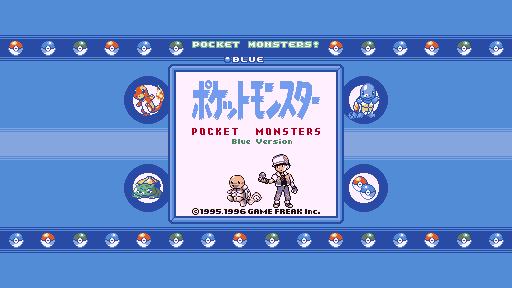 POCKET MONSTERS!
BLUE
ポケットモンスター
POCKET MONSTERS
Blue Version
©1995.1996 GAME FREAK inc.